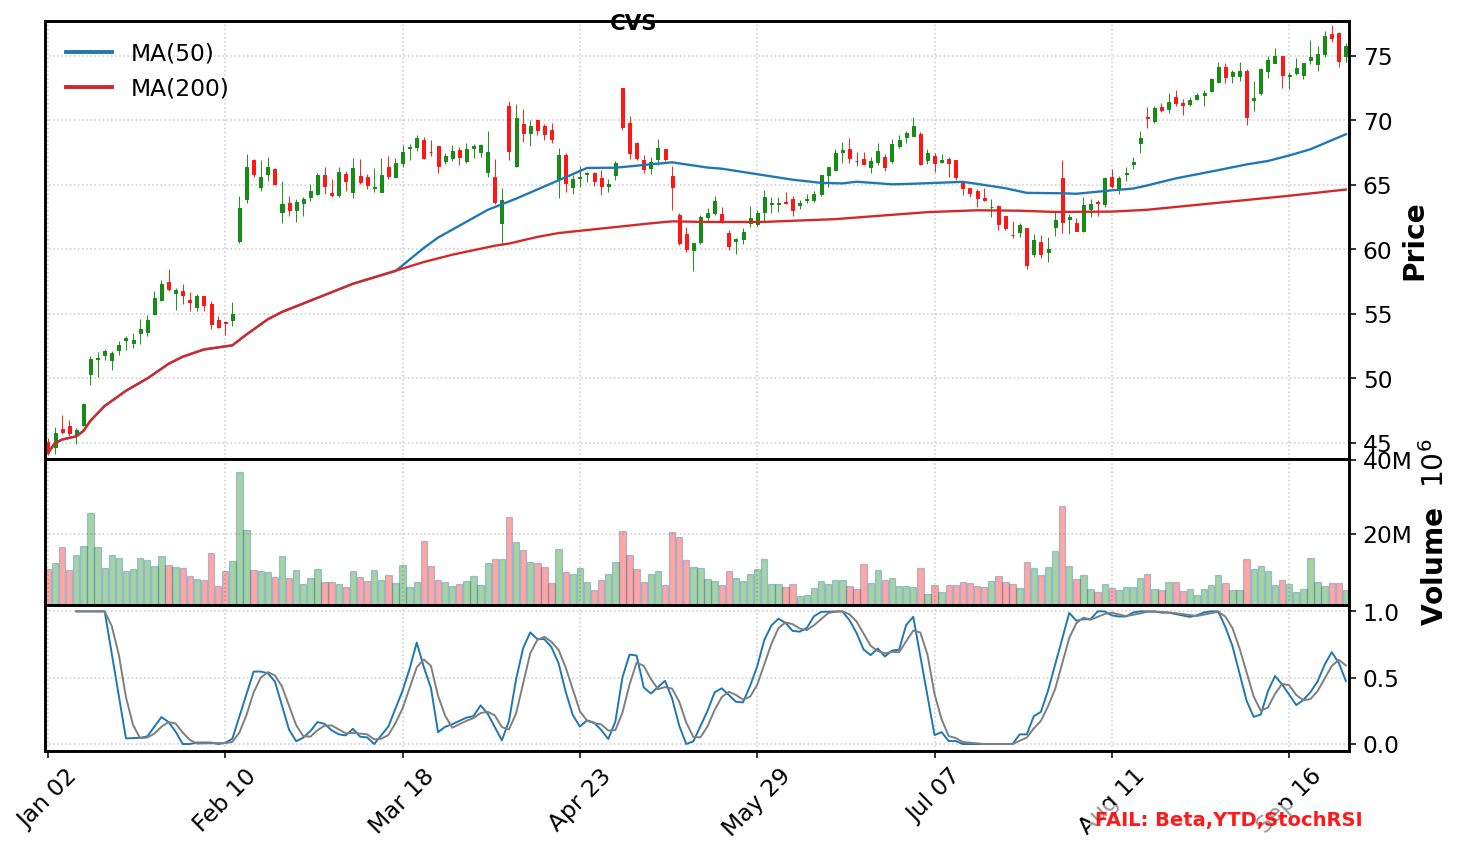 CVS
MA(50)
MA(200)
75
70
65
60
55
50
45
Price
40M
20M
Volume 10^6
1.0
0.5
0.0
Jan 02
Feb 10
Mar 18
Apr 23
May 29
Jul 07
Aug 11
Sep 16
FAIL: Beta,YTD,StochRSI